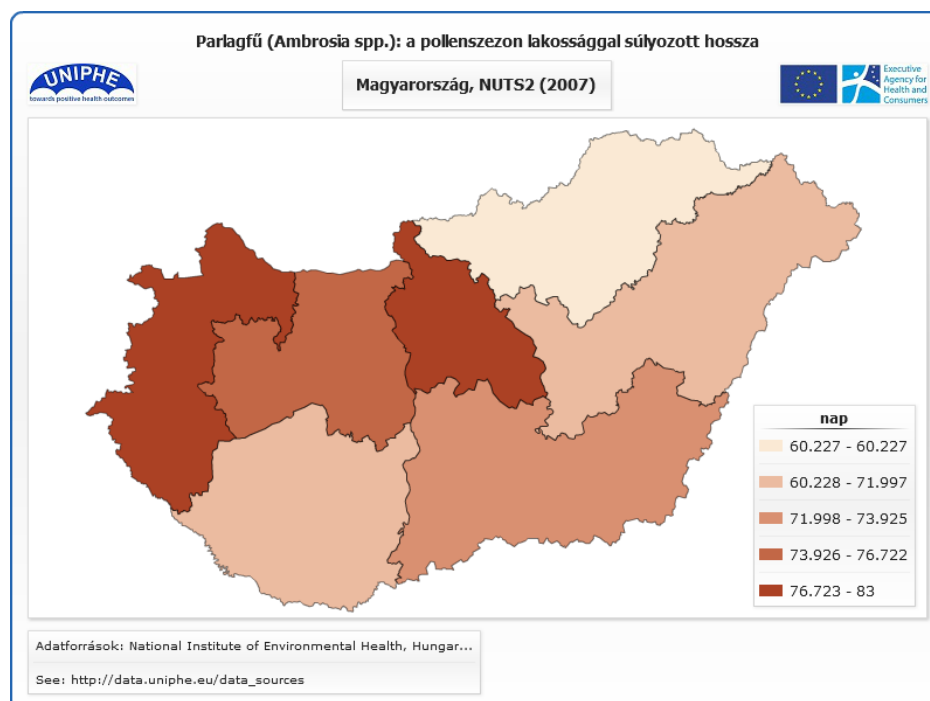 Parlagfű (Ambrosia spp.): a pollenszezon lakossággal súlyozott hossza
UNIPHE
towards positive health outcomes
Magyarország, NUTS2 (2007)
Executive
Agency for
Health and
Consumers
nap
60.227 - 60.227
60.228 - 71.997
71.998 - 73.925
73.926 - 76.722
76.723 - 83
Adatforrások: National Institute of Environmental Health, Hungar...
See: http://data.uniphe.eu/data_sources